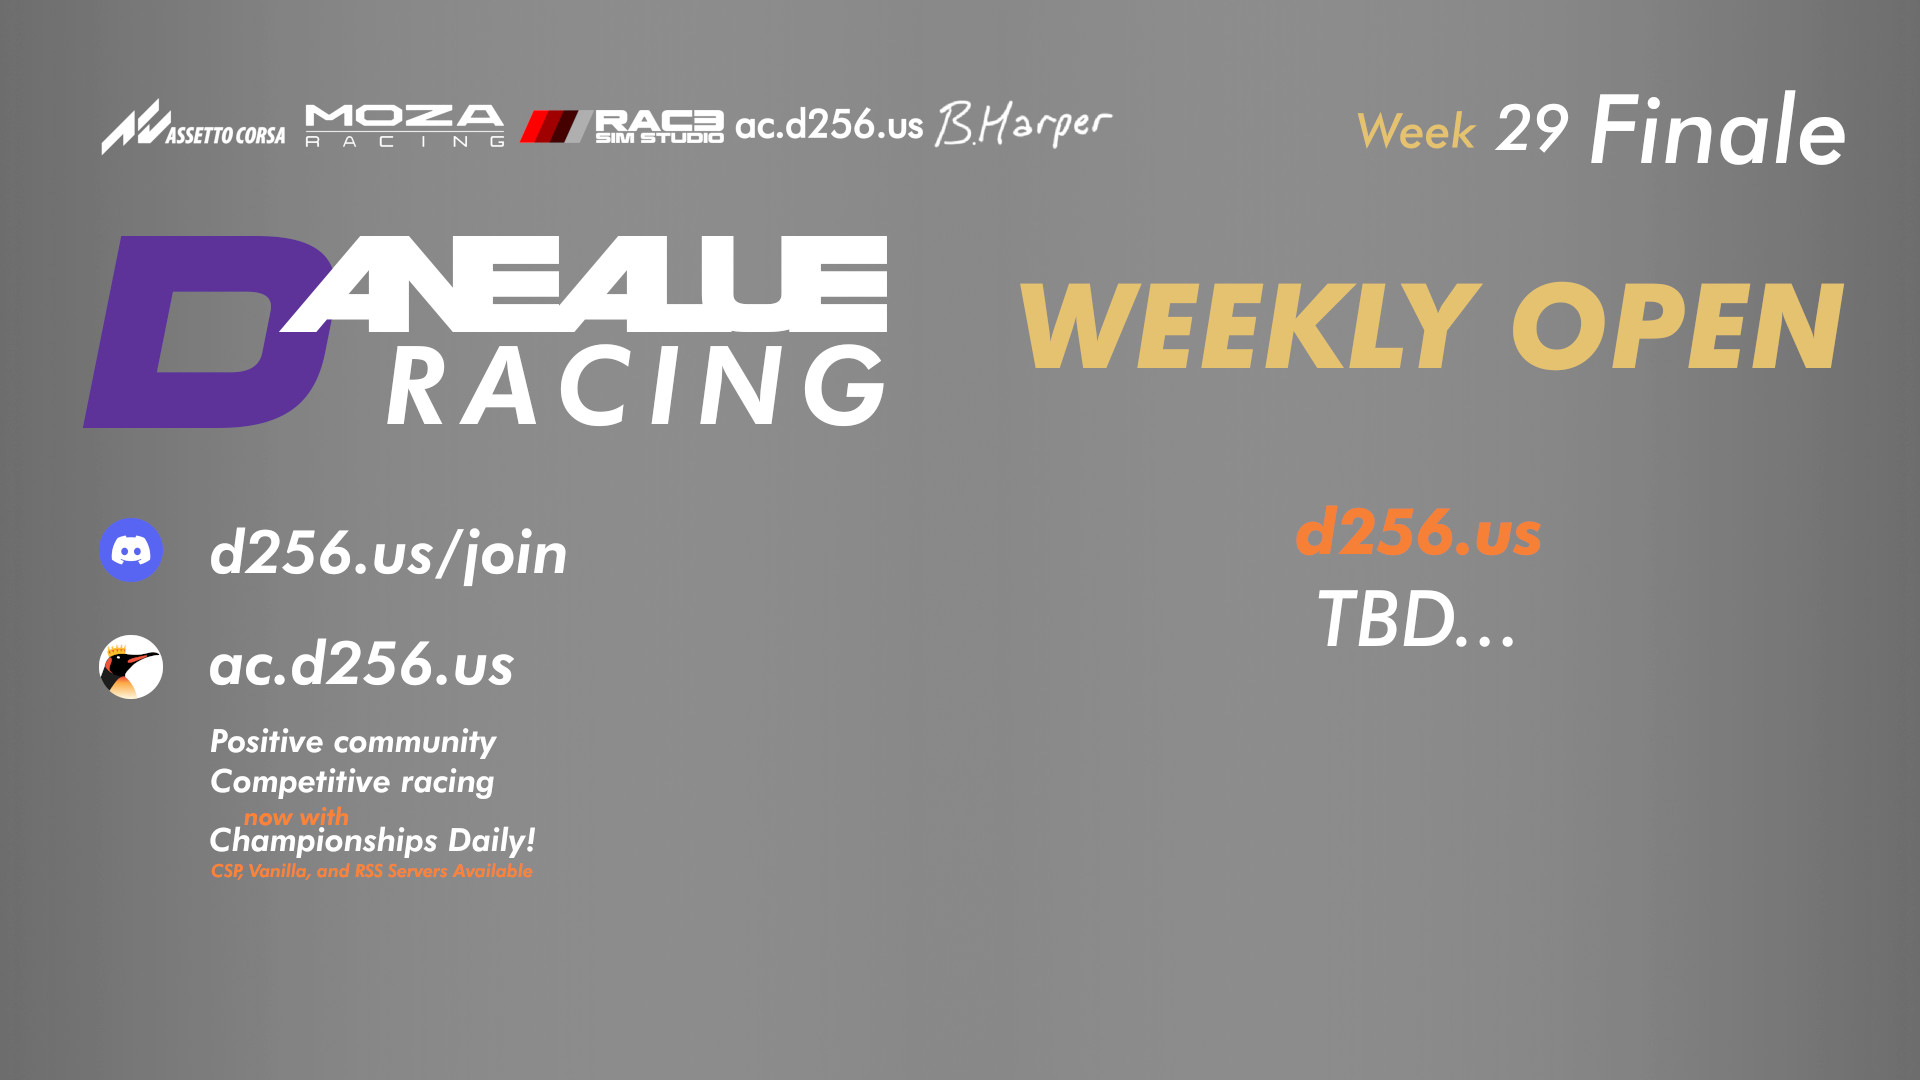 ASSETTO CORSA MOZA RACING RAC3 SIM STUDIO ac.d256.us B.Harper
Week 29 Finale
DANEALUE
RACING
WEEKLY OPEN
d256.us/join
ac.d256.us
Positive community
Competitive racing
now with
Championships Daily!
CSP, Vanilla, and RSS Servers Available
d256.us
TBD...